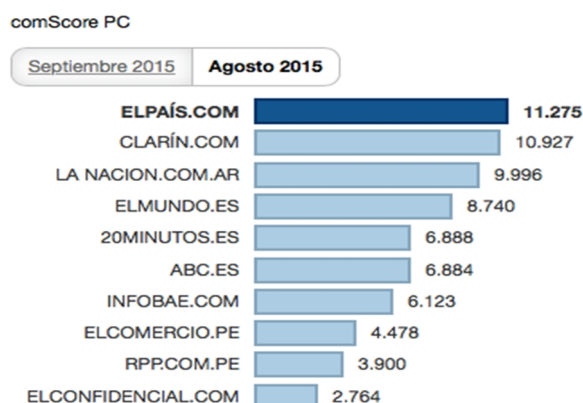 comScore PC
Septiembre 2015 Agosto 2015
ELPAÍS.COM 11.275
CLARÍN.COM 10.927
LA NACION.COM.AR 9.996
ELMUNDO.ES 8.740
20MINUTOS.ES 6.888
ABC.ES 6.884
INFOBAE.COM 6.123
ELCOMERCIO.PE 4.478
RPP.COM.PE 3.900
ELCONFIDENCIAL.COM 2.764